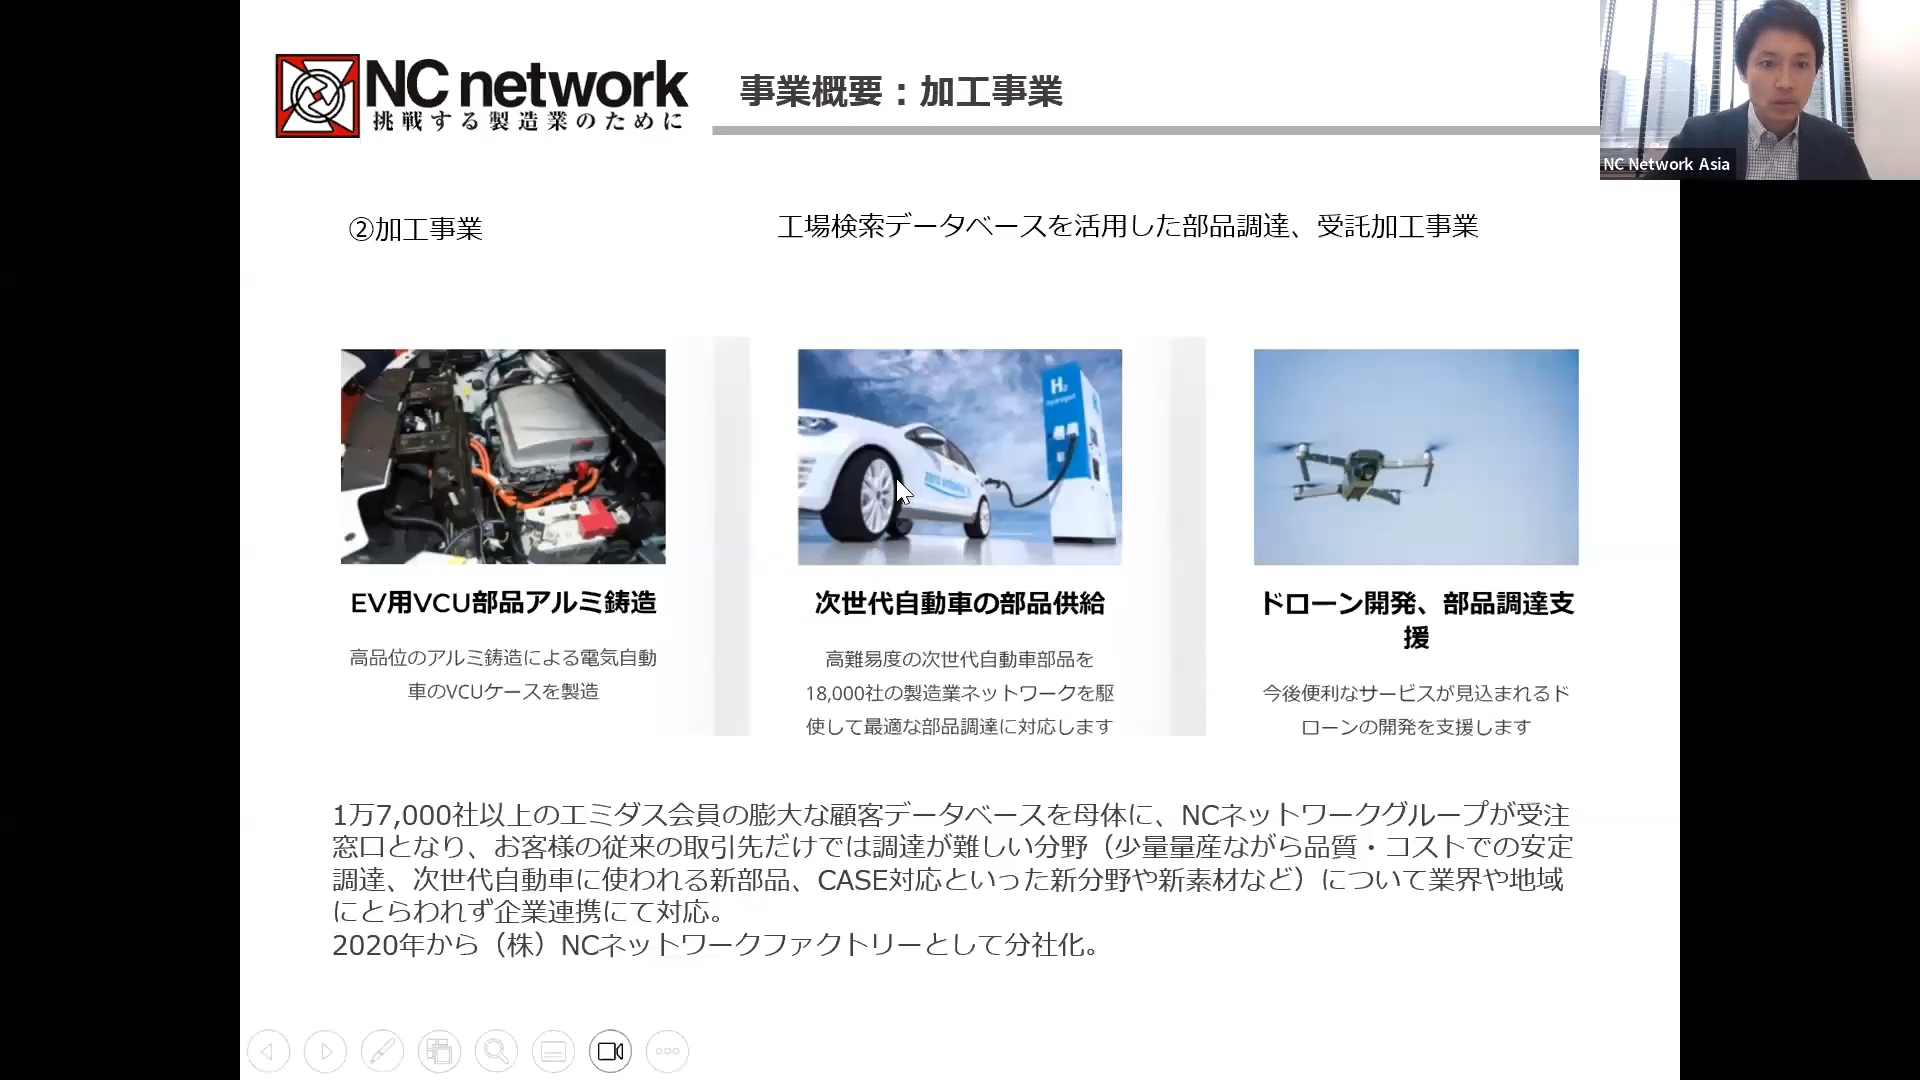 NC network
挑戦する製造業のために
事業概要：加工事業
NC Network Asia
②加工事業
工場検索データベースを活用した部品調達、受託加工事業
H₂
hydrogen
EV用VCU部品アルミ鋳造
高品位のアルミ鋳造による電気自動
車のVCUケースを製造
次世代自動車の部品供給
高難易度の次世代自動車部品を
18,000社の製造業ネットワークを駆
使して最適な部品調達に対応します
ドローン開発、部品調達支
援
今後便利なサービスが見込まれるド
ローンの開発を支援します
1万7,000社以上のエミダス会員の膨大な顧客データベースを母体に、NCネットワークグループが受注
窓口となり、お客様の従来の取引先だけでは調達が難しい分野（少量量産ながら品質・コストでの安定
調達、次世代自動車に使われる新部品、CASE対応といった新分野や新素材など）について業界や地域
にとらわれず企業連携にて対応。
2020年から（株）NCネットワークファクトリーとして分社化。